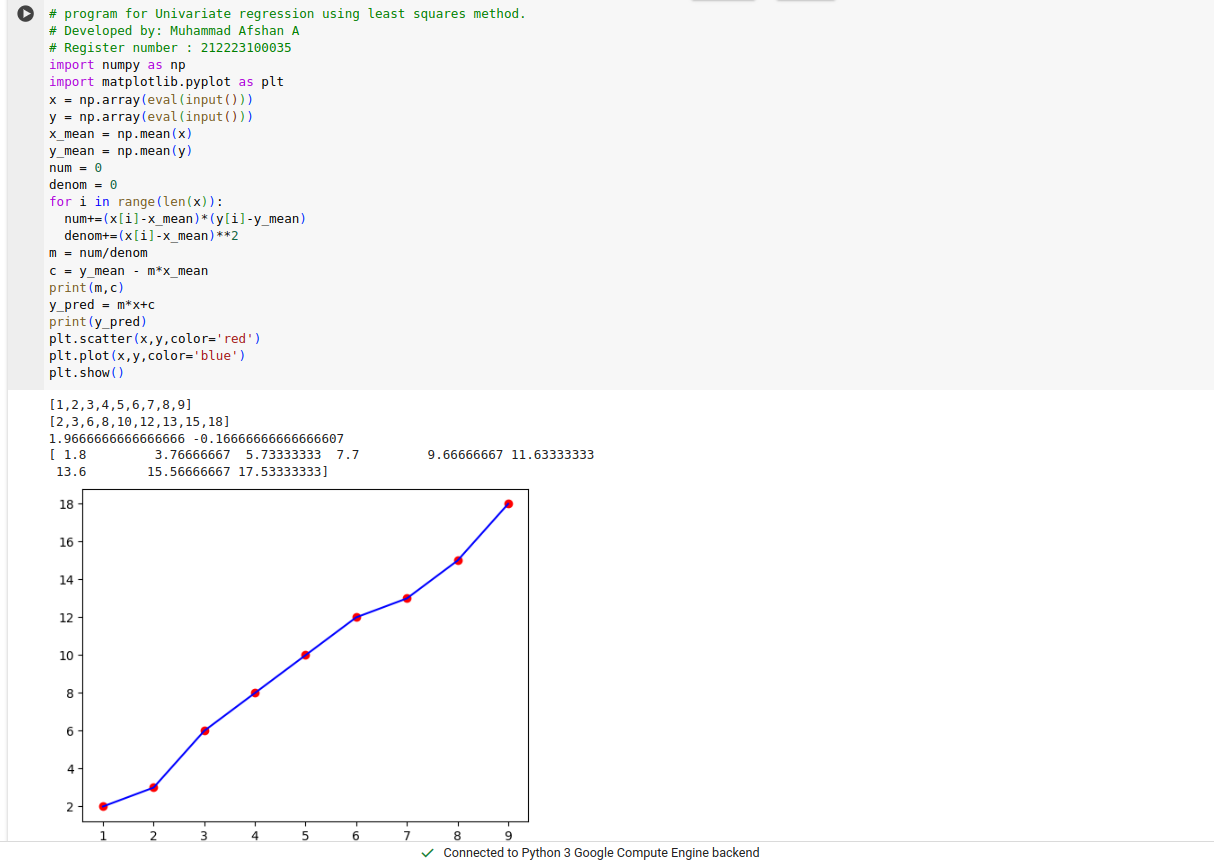 # program for Univariate regression using least squares method.
# Developed by: Muhammad Afshan A
# Register number : 212223100035
import numpy as np
import matplotlib.pyplot as plt
x = np.array(eval(input()))
y = np.array(eval(input()))
x_mean = np.mean(x)
y_mean = np.mean(y)
num = 0
denom = 0
for i in range(len(x)):
  num+=(x[i]-x_mean)*(y[i]-y_mean)
  denom+=(x[i]-x_mean)**2
m = num/denom
c = y_mean - m*x_mean
print(m,c)
y_pred = m*x+c
print(y_pred)
plt.scatter(x,y,color='red')
plt.plot(x,y,color='blue')
plt.show()
[1,2,3,4,5,6,7,8,9]
[2,3,6,8,10,12,13,15,18]
1.9666666666666666 -0.16666666666666607
[ 1.8         3.76666667  5.73333333  7.7         9.66666667 11.63333333
 13.6        15.56666667 17.53333333]
18
16
14
12
10
8
6
4
2
1 2 3 4 5 6 7 8 9
Connected to Python 3 Google Compute Engine backend